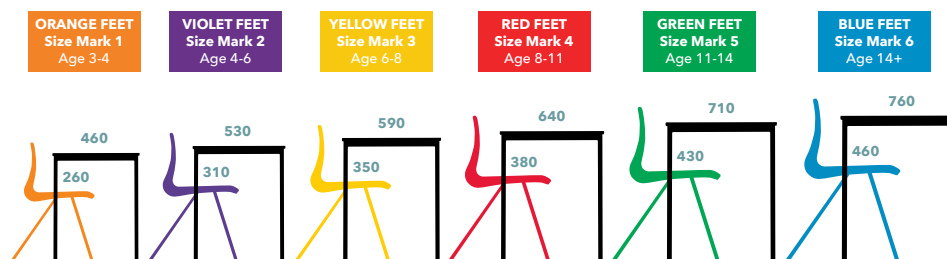 ORANGE FEET
Size Mark 1
Age 3-4
VIOLET FEET
Size Mark 2
Age 4-6
YELLOW FEET
Size Mark 3
Age 6-8
RED FEET
Size Mark 4
Age 8-11
GREEN FEET
Size Mark 5
Age 11-14
BLUE FEET
Size Mark 6
Age 14+
460
260
530
310
590
350
640
380
710
430
760
460